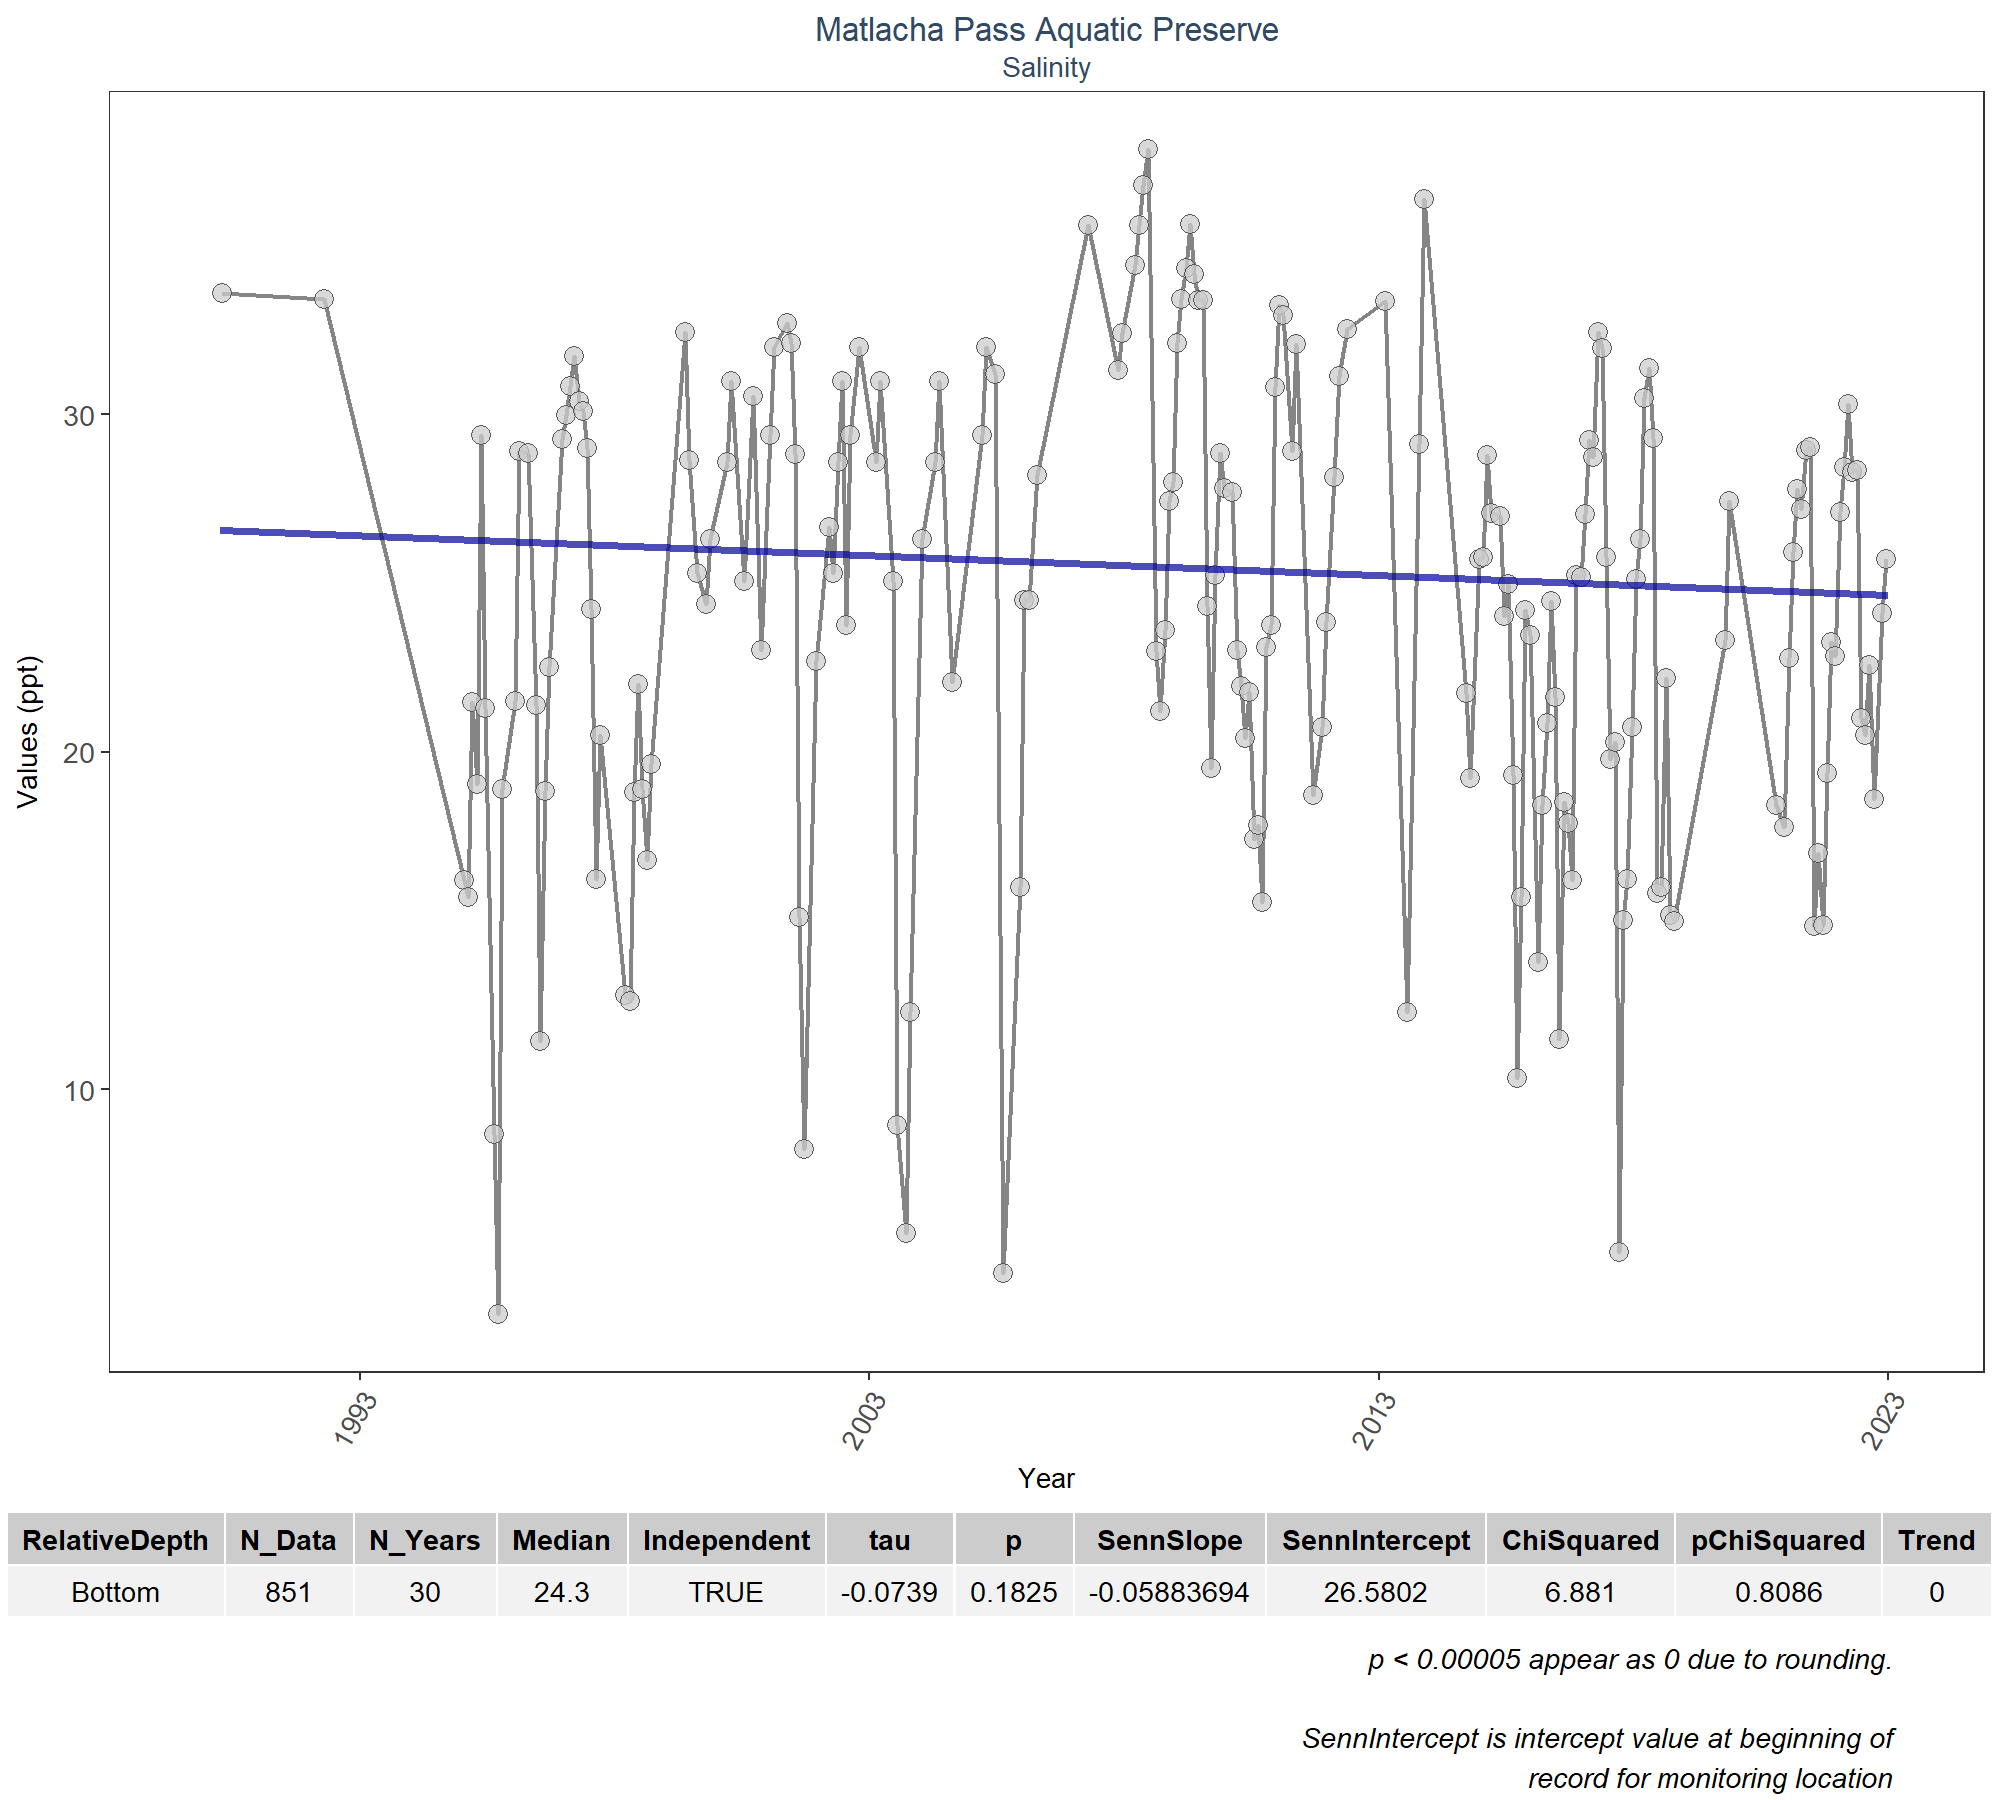 Matlacha Pass Aquatic Preserve
Salinity
Values (ppt)
30
20
10
1993
2003
2013
2023
Year
RelativeDepth N_Data N_Years Median Independent tau p SennSlope SennIntercept ChiSquared pChiSquared Trend
Bottom 851 30 24.3 TRUE -0.0739 0.1825 -0.05883694 26.5802 6.881 0.8086 0
p < 0.00005 appear as 0 due to rounding.
SennIntercept is intercept value at beginning of
record for monitoring location